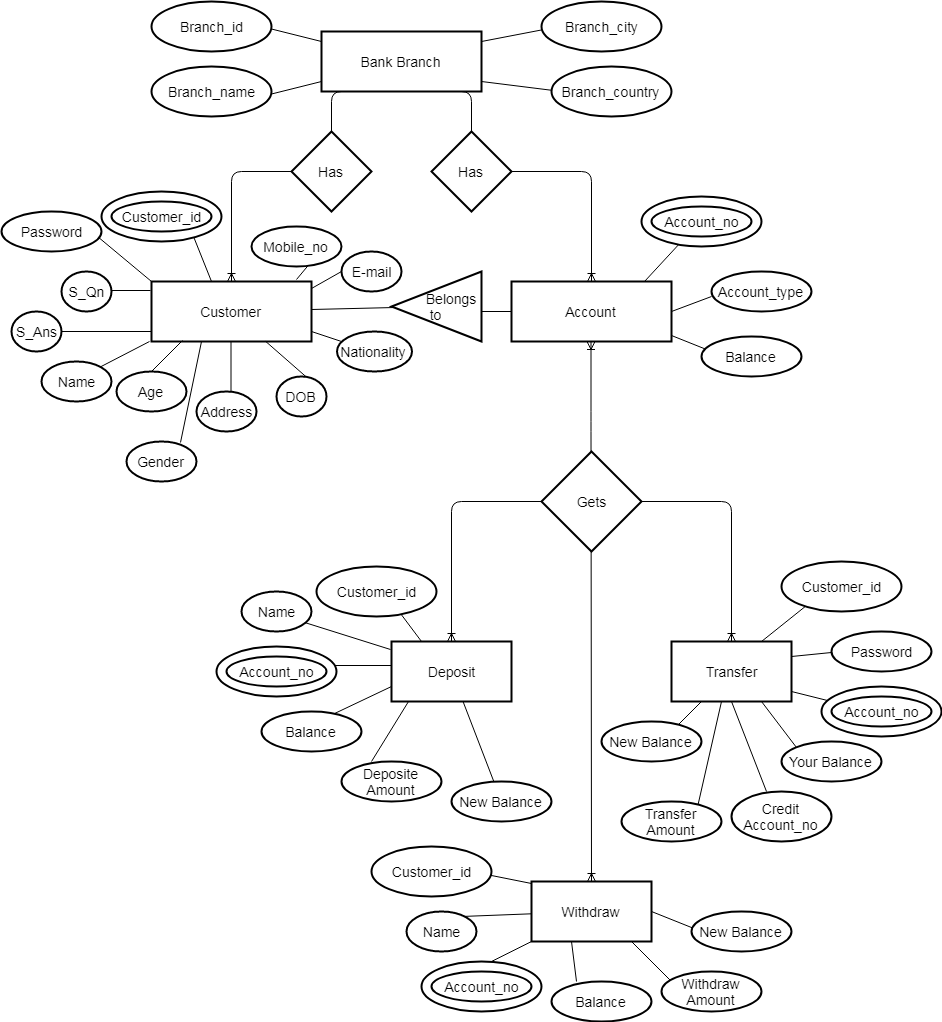 Branch_id
Branch_city
Bank Branch
Branch_name
Branch_country
Has
Has
Customer_id
Account_no
Password
Mobile_no
E-mail
S_Qn
Account_type
Belongs
to
Customer
Account
S_Ans
Nationality
Balance
Name
Age
DOB
Address
Gender
Gets
Customer_id
Customer_id
Name
Password
Account_no
Deposit
Transfer
Account_no
Balance
New Balance
Your Balance
Deposite
Amount
New Balance
Transfer
Amount
Credit
Account_no
Customer_id
Withdraw
Name
New Balance
Account_no
Balance
Withdraw
Amount